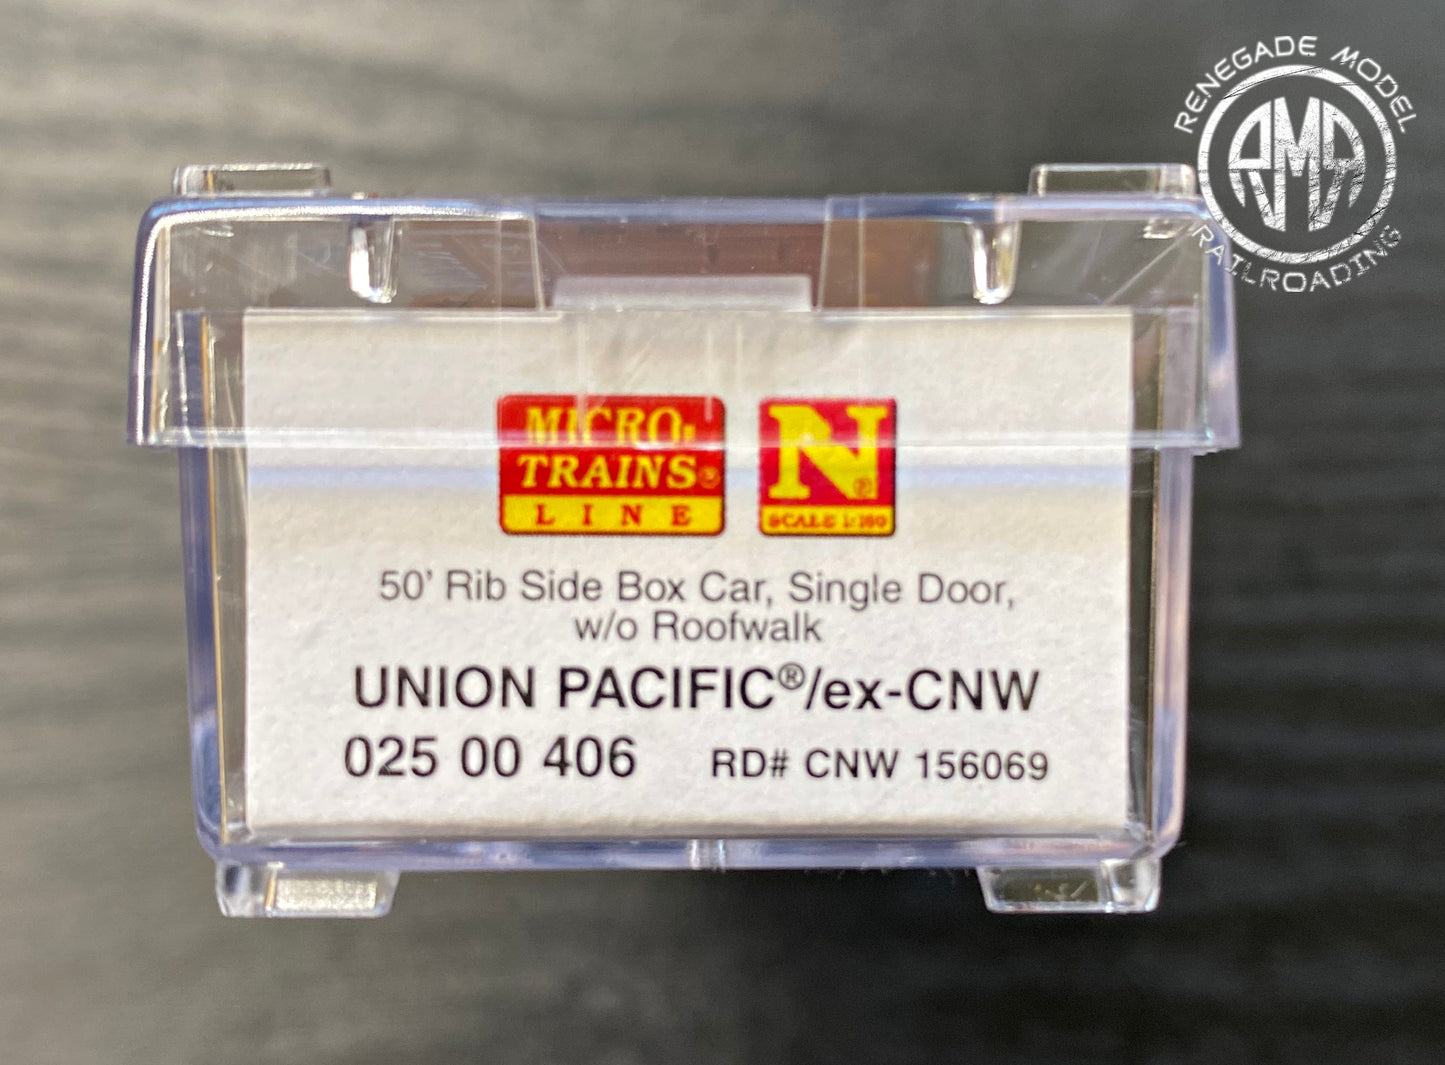 RENEGADE MODEL
RMR
RAILROADING
MICRO-
TRAINS®
LINE
N®
SCALE 1:160
50' Rib Side Box Car, Single Door,
w/o Roofwalk
UNION PACIFIC®/ex-CNW
025 00 406 RD# CNW 156069